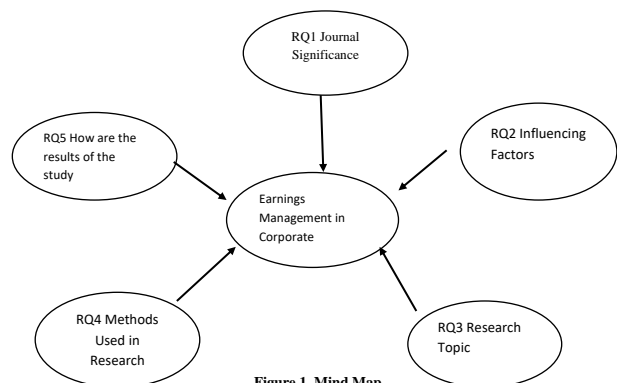 RQ1 Journal
Significance
RQ5 How are the
results of the
study
RQ2 Influencing
Factors
Earnings
Management in
Corporate
RQ4 Methods
Used in
Research
RQ3 Research
Topic
Figure 1. Mind Map